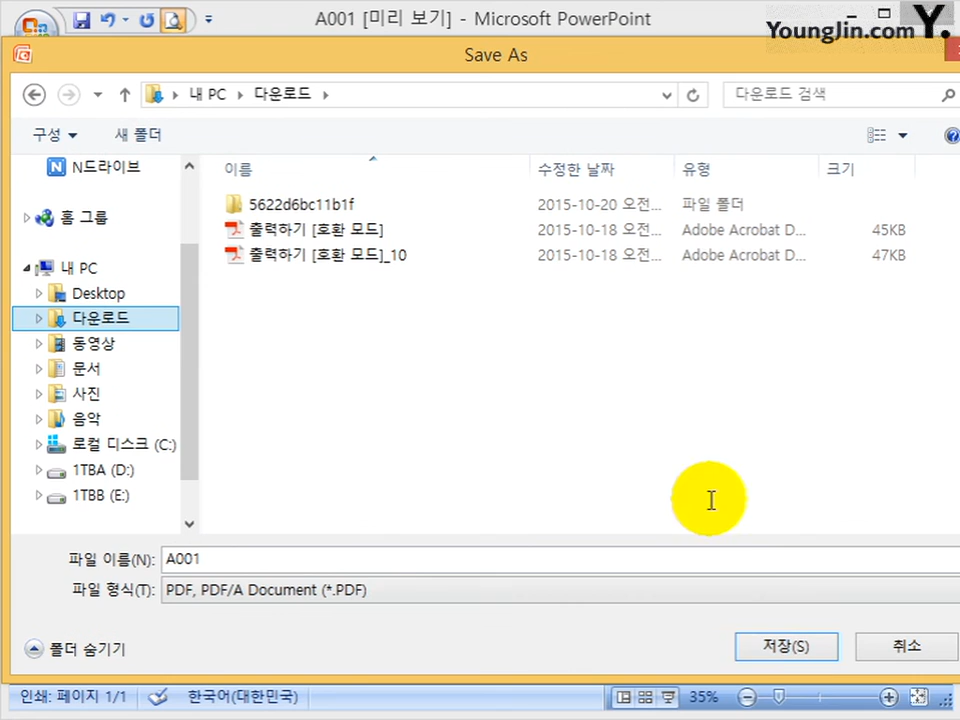 A001 [미리 보기] - Microsoft PowerPoint
YoungJin.com Y.
Save As
내 PC 다운로드
다운로드 검색
구성 새 폴더
N드라이브
홈 그룹
내 PC
Desktop
다운로드
동영상
문서
사진
음악
로컬 디스크 (C:)
1TBA (D:)
1TBB (E:)
이름 수정한 날짜 유형 크기
5622d6bc11b1f 2015-10-20 오전... 파일 폴더
출력하기 [호환 모드] 2015-10-18 오전... Adobe Acrobat D... 45KB
출력하기 [호환 모드]_10 2015-10-18 오전... Adobe Acrobat D... 47KB
파일 이름(N): A001
파일 형식(T): PDF, PDF/A Document (*.PDF)
폴더 숨기기
저장(S) 취소
인쇄: 페이지 1/1 한국어(대한민국) 35%